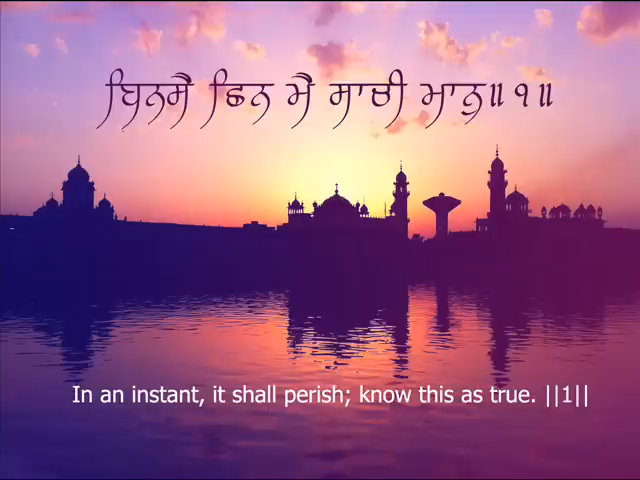 ਬਿਨਸੈ ਛਿਨ ਮੈ ਸਾਚੀ ਮਾਨੁ॥੧॥
In an instant, it shall perish; know this as true. ||1||